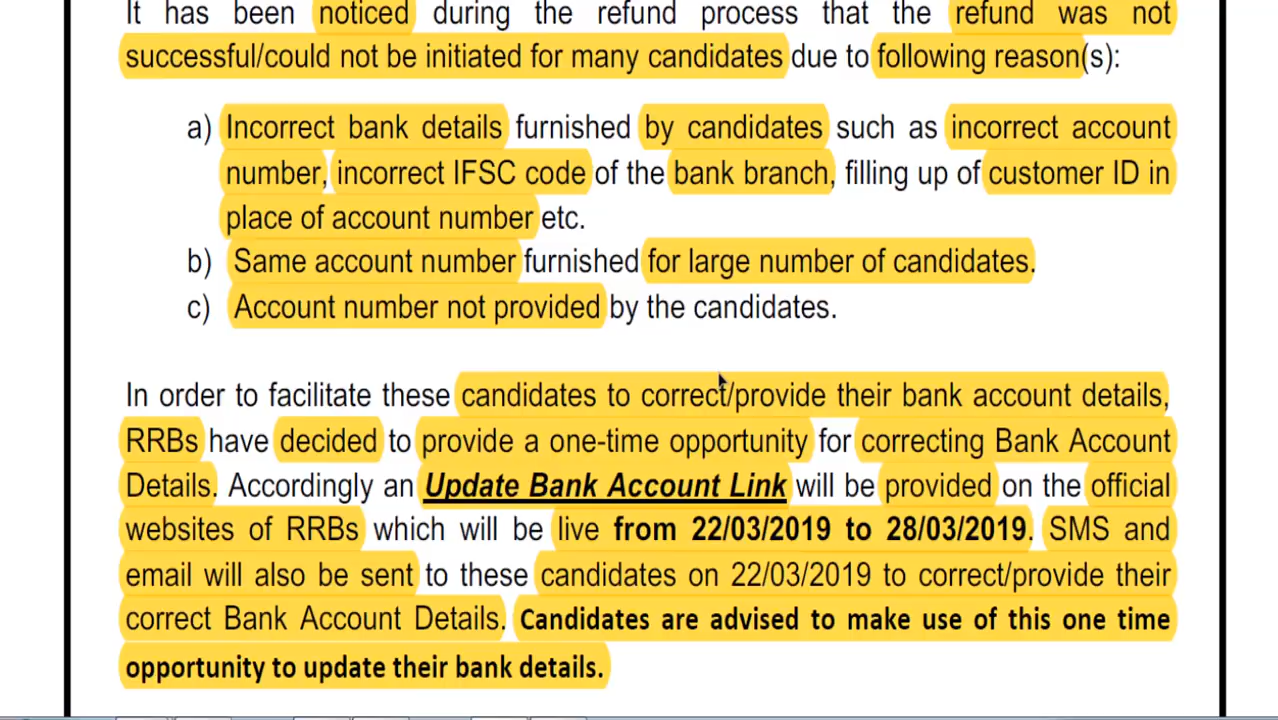 It has been noticed during the refund process that the refund was not
successful/could not be initiated for many candidates due to following reason(s):
a) Incorrect bank details furnished by candidates such as incorrect account
number, incorrect IFSC code of the bank branch, filling up of customer ID in
place of account number etc.
b) Same account number furnished for large number of candidates.
c) Account number not provided by the candidates.
In order to facilitate these candidates to correct/provide their bank account details,
RRBs have decided to provide a one-time opportunity for correcting Bank Account
Details. Accordingly an Update Bank Account Link will be provided on the official
websites of RRBs which will be live from 22/03/2019 to 28/03/2019. SMS and
email will also be sent to these candidates on 22/03/2019 to correct/provide their
correct Bank Account Details. Candidates are advised to make use of this one time
opportunity to update their bank details.